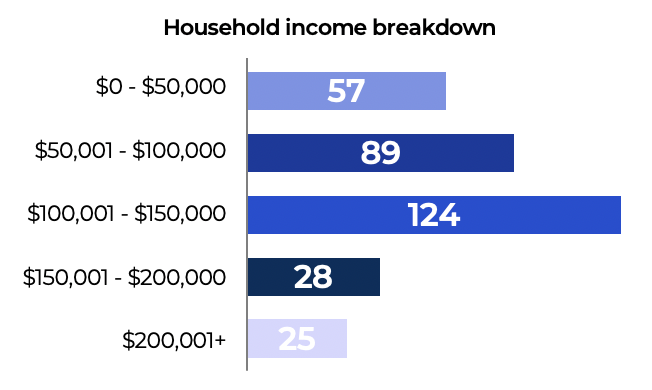 Household income breakdown
$0 - $50,000 57
$50,001 - $100,000 89
$100,001 - $150,000 124
$150,001 - $200,000 28
$200,001+ 25